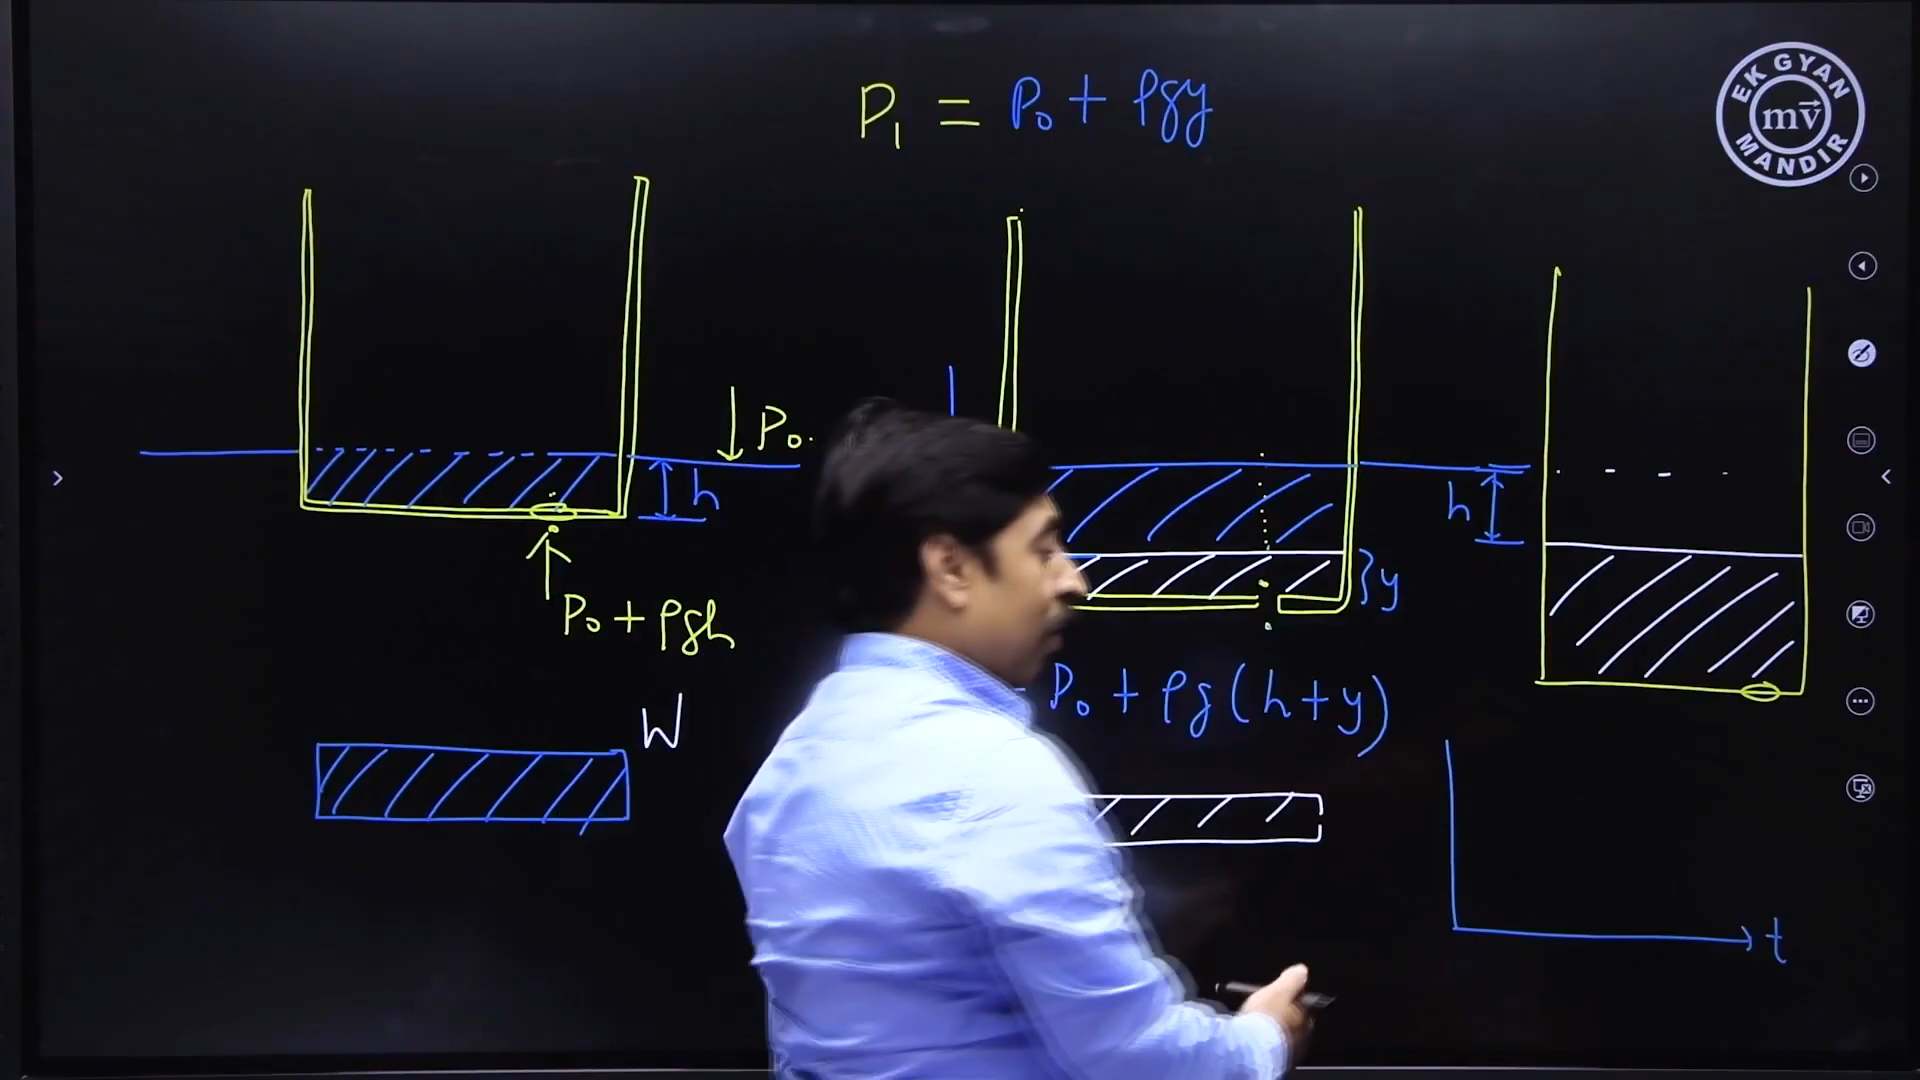 P₁ = P₀ + ρgy
EK GYAN
mv⃗
MANDIR
P₀
h
h
y
P₀ + ρgh
P₀ + ρg(h+y)
W
t